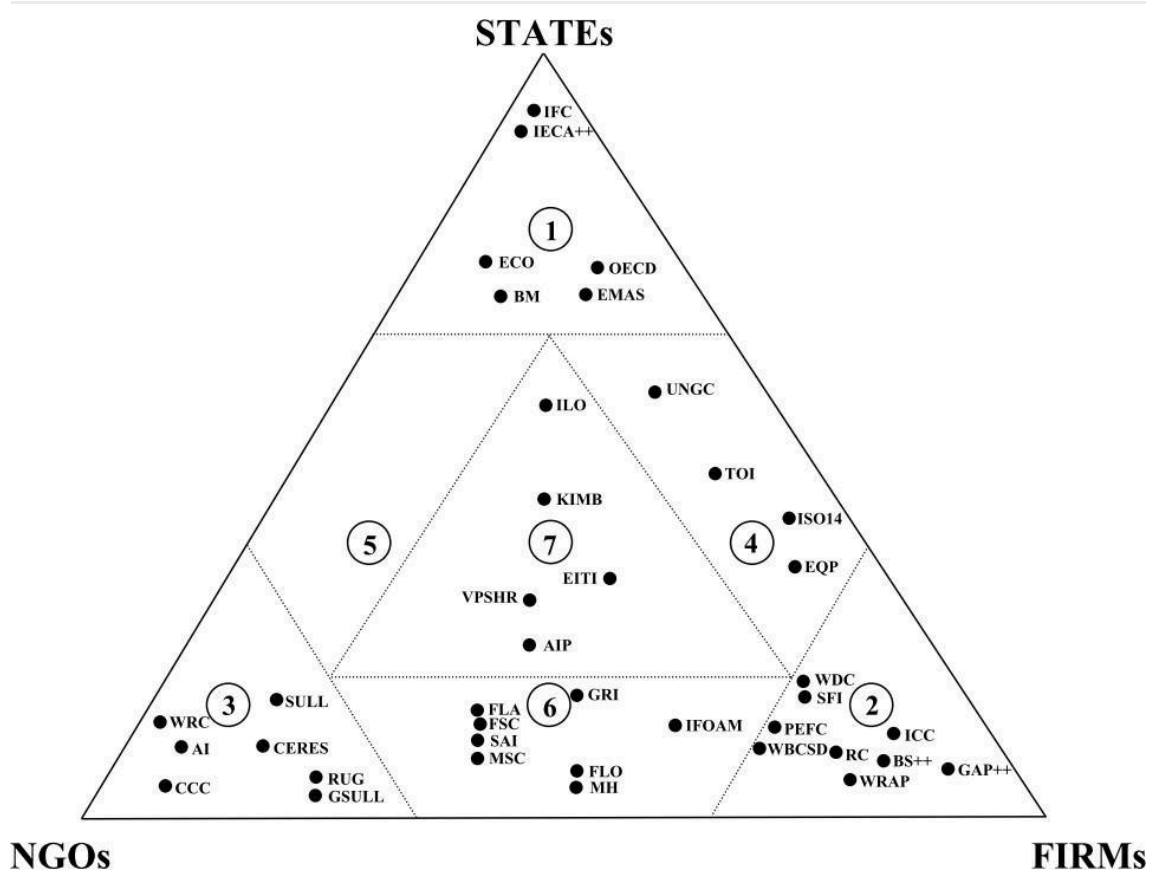 STATEs
IFC
IECA++
1
ECO
OECD
BM
EMAS
UNGC
ILO
TOI
KIMB
ISO14
5
7
4
EQP
EITI
VPSHR
AIP
WDC
SFI
GRI
SULL
3
6
2
FLA
WRC
FSC
IFOAM
PEFC
ICC
SAI
AI
CERES
WBCSD
RC
MSC
BS++
GAP++
FLO
RUG
WRAP
CCC
MH
GSULL
NGOs
FIRMs